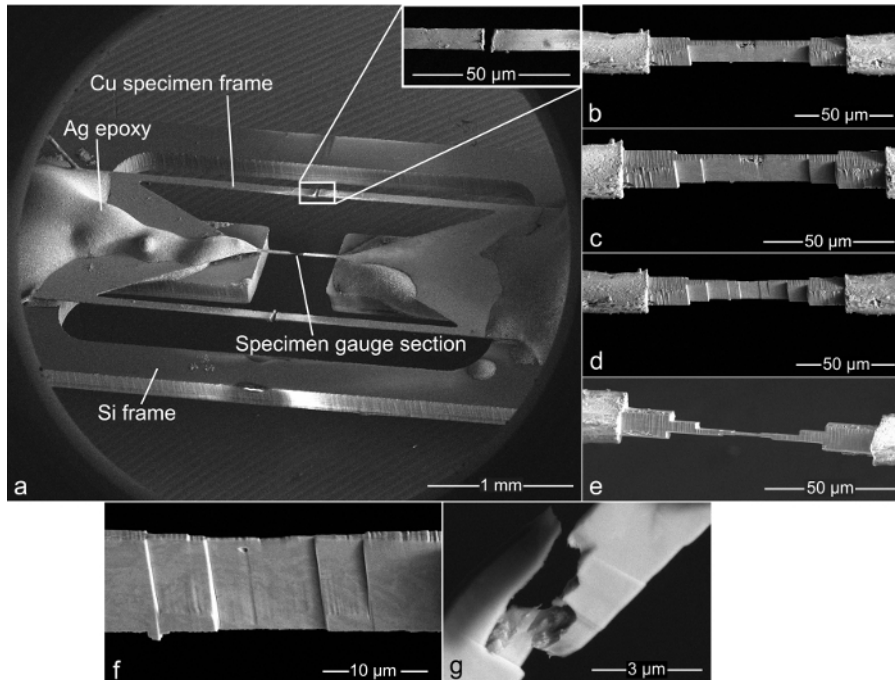 50 µm
Cu specimen frame
Ag epoxy
Specimen gauge section
Si frame
1 mm
a
50 µm
b
50 µm
c
50 µm
d
50 µm
e
10 µm
f
3 µm
g